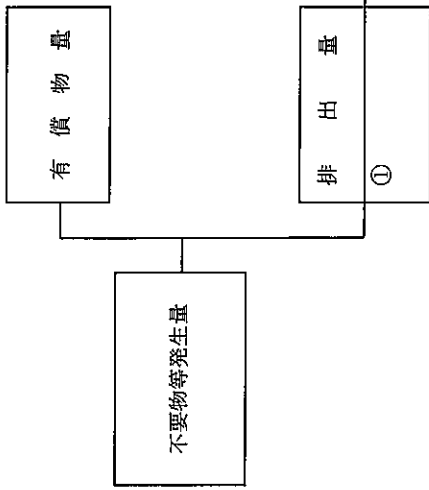 不要物等発生量
有償物量
排出量
①